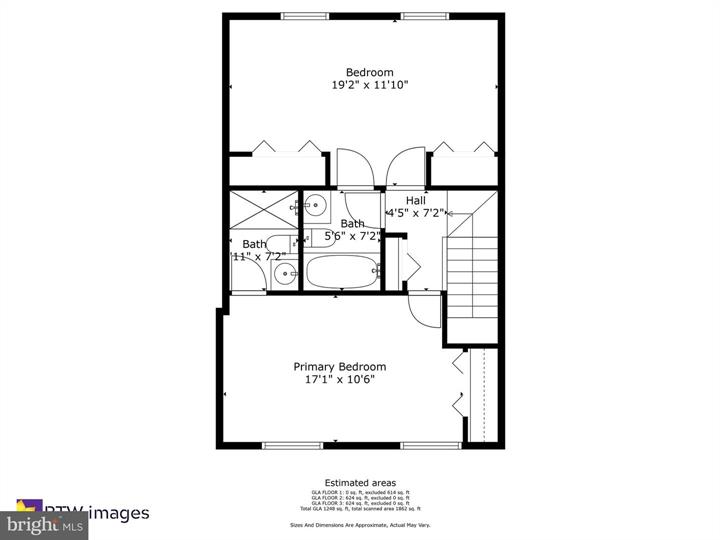 Bedroom
19'2" x 11'10"
Hall
4'5" x 7'2"
Bath
5'6" x 7'2"
Bath
'11" x 7'2"
Primary Bedroom
17'1" x 10'6"
Estimated areas
GLA FLOOR 1: 0 sq. ft, excluded 614 sq. ft
GLA FLOOR 2: 624 sq. ft, excluded 0 sq. ft
GLA FLOOR 3: 624 sq. ft, excluded 0 sq. ft
Total GLA 1248 sq. ft, total scanned area 1862 sq. ft
Sizes And Dimensions Are Approximate, Actual May Vary.
RTW images
bright MLS